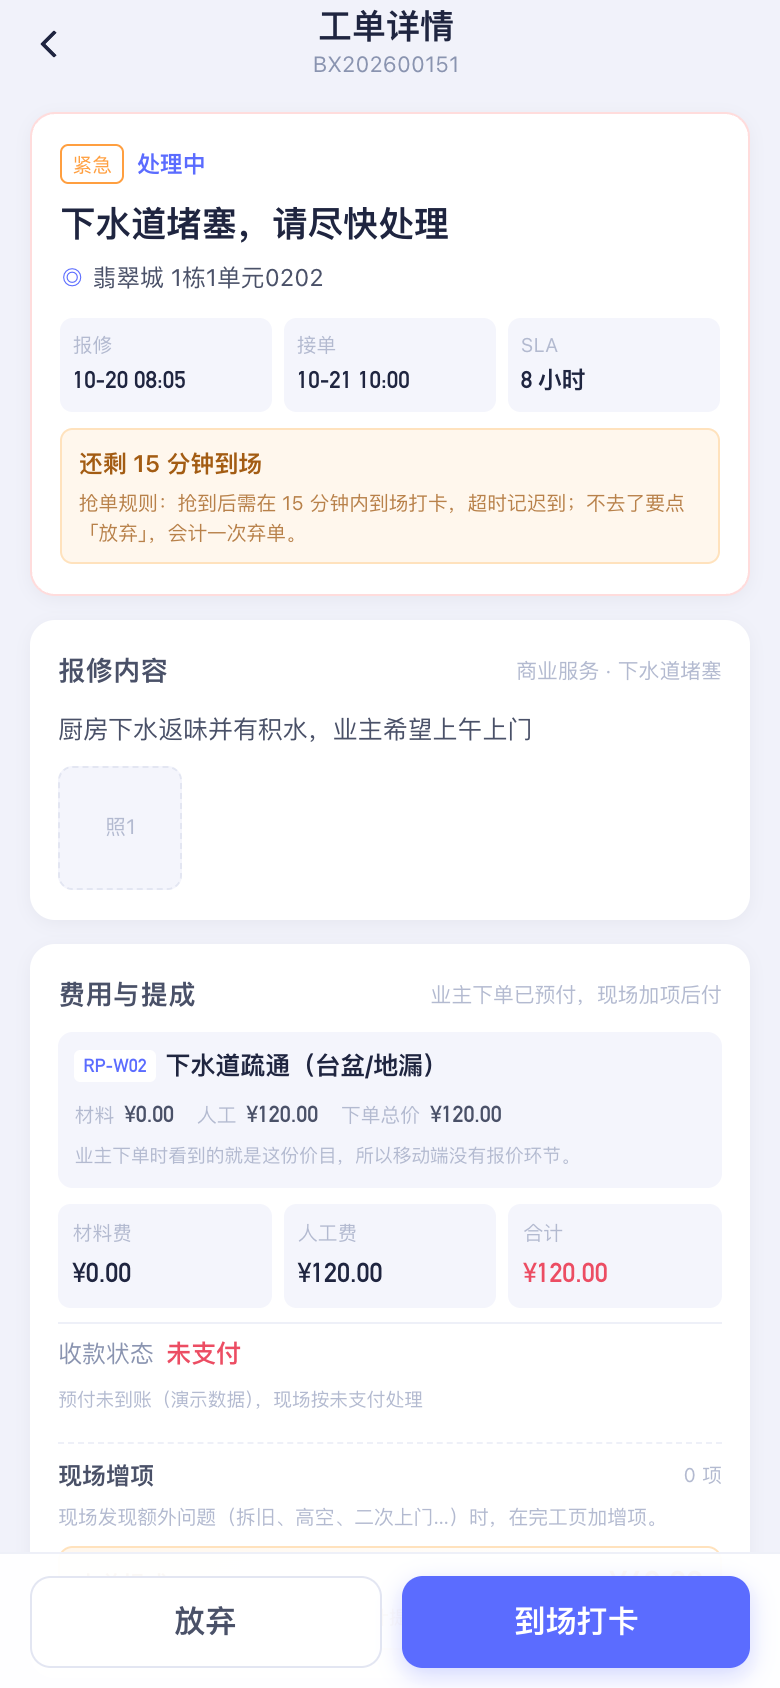 工单详情
BX202600151
紧急 处理中
下水道堵塞，请尽快处理
翡翠城 1栋1单元0202
报修 接单 SLA
10-20 08:05 10-21 10:00 8 小时
还剩 15 分钟到场
抢单规则：抢到后需在 15 分钟内到场打卡，超时记迟到；不去了要点
「放弃」，会计一次弃单。
报修内容 商业服务 · 下水道堵塞
厨房下水返味并有积水，业主希望上午上门
照1
费用与提成 业主下单已预付，现场加项后付
RP-W02 下水道疏通（台盆/地漏）
材料 ¥0.00 人工 ¥120.00 下单总价 ¥120.00
业主下单时看到的就是这份价目，所以移动端没有报价环节。
材料费 人工费 合计
¥0.00 ¥120.00 ¥120.00
收款状态 未支付
预付未到账（演示数据），现场按未支付处理
现场增项 0 项
现场发现额外问题（拆旧、高空、二次上门...）时，在完工页加增项。
放弃 到场打卡